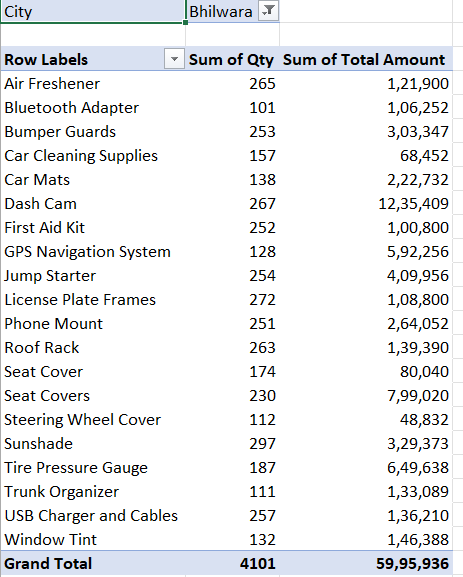 City Bhilwara
Row Labels Sum of Qty Sum of Total Amount
Air Freshener 265 1,21,900
Bluetooth Adapter 101 1,06,252
Bumper Guards 253 3,03,347
Car Cleaning Supplies 157 68,452
Car Mats 138 2,22,732
Dash Cam 267 12,35,409
First Aid Kit 252 1,00,800
GPS Navigation System 128 5,92,256
Jump Starter 254 4,09,956
License Plate Frames 272 1,08,800
Phone Mount 251 2,64,052
Roof Rack 263 1,39,390
Seat Cover 174 80,040
Seat Covers 230 7,99,020
Steering Wheel Cover 112 48,832
Sunshade 297 3,29,373
Tire Pressure Gauge 187 6,49,638
Trunk Organizer 111 1,33,089
USB Charger and Cables 257 1,36,210
Window Tint 132 1,46,388
Grand Total 4101 59,95,936